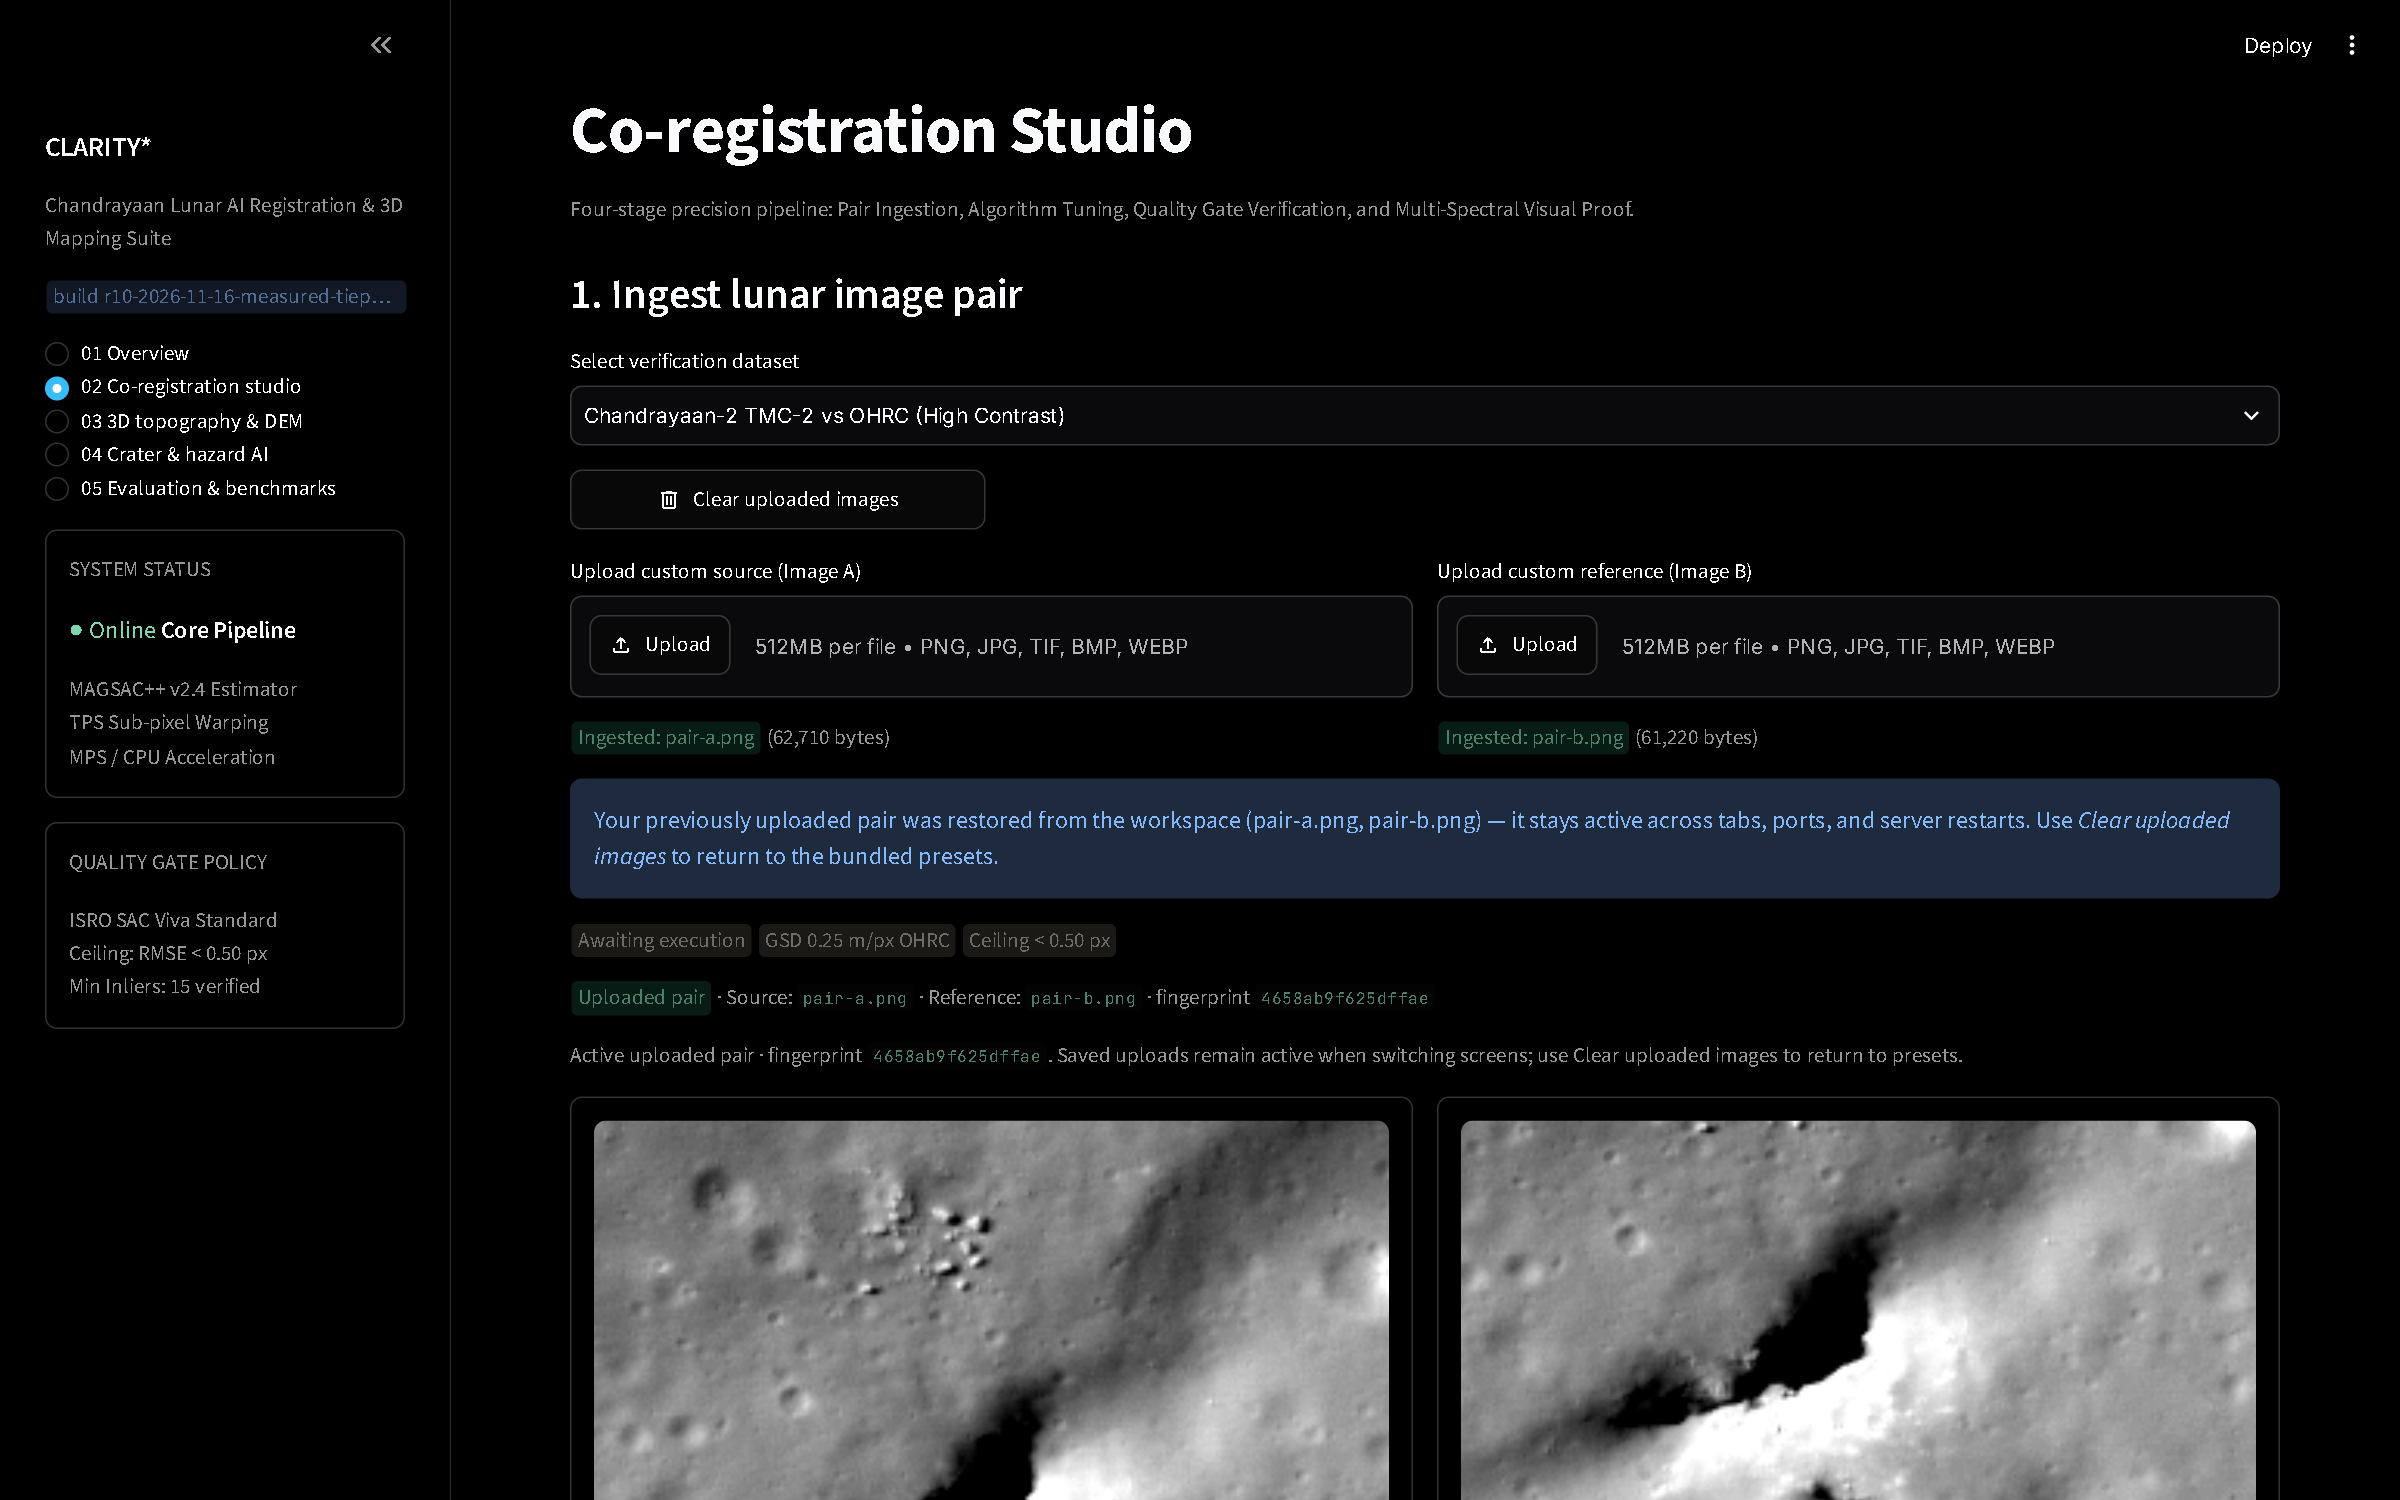 Deploy
CLARITY*
Chandrayaan Lunar AI Registration & 3D
Mapping Suite
build r10-2026-11-16-measured-tiep...
01 Overview
02 Co-registration studio
03 3D topography & DEM
04 Crater & hazard AI
05 Evaluation & benchmarks
SYSTEM STATUS
● Online Core Pipeline
MAGSAC++ v2.4 Estimator
TPS Sub-pixel Warping
MPS / CPU Acceleration
QUALITY GATE POLICY
ISRO SAC Viva Standard
Ceiling: RMSE < 0.50 px
Min Inliers: 15 verified
Co-registration Studio
Four-stage precision pipeline: Pair Ingestion, Algorithm Tuning, Quality Gate Verification, and Multi-Spectral Visual Proof.
1. Ingest lunar image pair
Select verification dataset
Chandrayaan-2 TMC-2 vs OHRC (High Contrast)
Clear uploaded images
Upload custom source (Image A)
Upload 512MB per file • PNG, JPG, TIF, BMP, WEBP
Ingested: pair-a.png (62,710 bytes)
Upload custom reference (Image B)
Upload 512MB per file • PNG, JPG, TIF, BMP, WEBP
Ingested: pair-b.png (61,220 bytes)
Your previously uploaded pair was restored from the workspace (pair-a.png, pair-b.png) — it stays active across tabs, ports, and server restarts. Use Clear uploaded
images to return to the bundled presets.
Awaiting execution GSD 0.25 m/px OHRC Ceiling < 0.50 px
Uploaded pair · Source: pair-a.png · Reference: pair-b.png · fingerprint 4658ab9f625dffae
Active uploaded pair · fingerprint 4658ab9f625dffae . Saved uploads remain active when switching screens; use Clear uploaded images to return to presets.